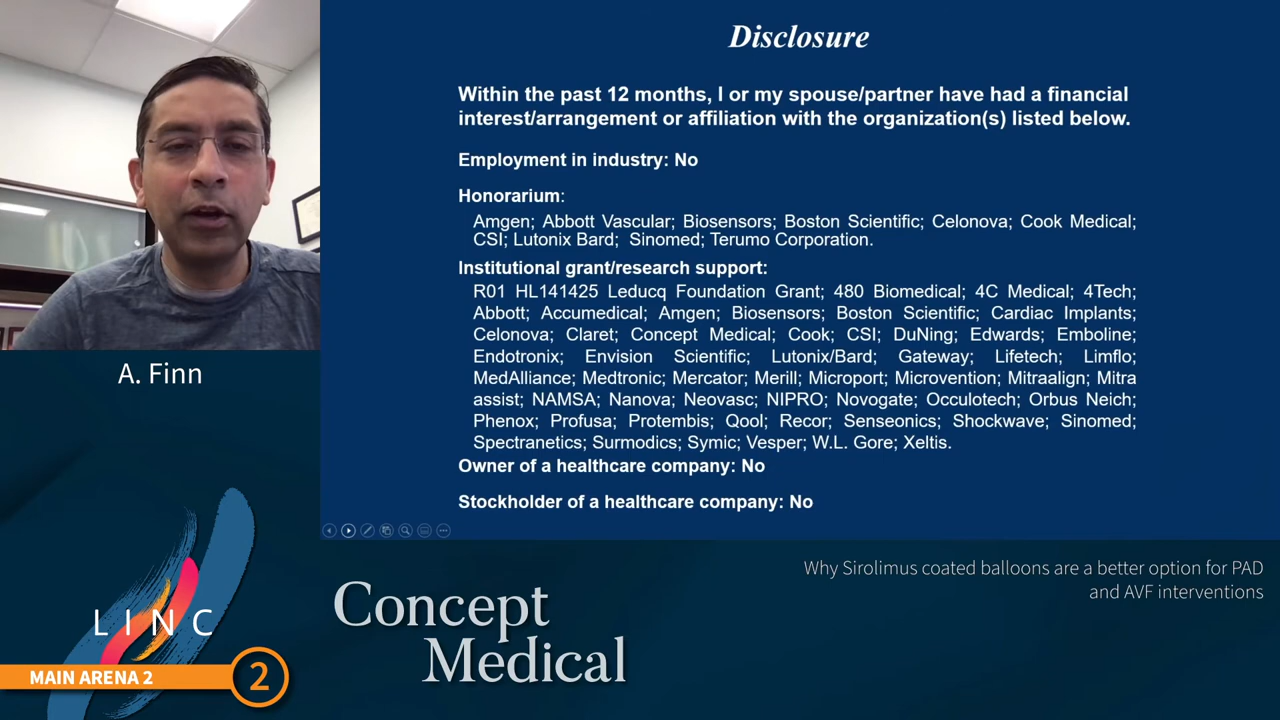 Disclosure
Within the past 12 months, I or my spouse/partner have had a financial
interest/arrangement or affiliation with the organization(s) listed below.
Employment in industry: No
Honorarium:
Amgen; Abbott Vascular; Biosensors; Boston Scientific; Celonova; Cook Medical;
CSI; Lutonix Bard; Sinomed; Terumo Corporation.
Institutional grant/research support:
R01 HL141425 Leducq Foundation Grant; 480 Biomedical; 4C Medical; 4Tech;
Abbott; Accumedical; Amgen; Biosensors; Boston Scientific; Cardiac Implants;
Celonova; Claret; Concept Medical; Cook; CSI; DuNing; Edwards; Emboline;
Endotronix; Envision Scientific; Lutonix/Bard; Gateway; Lifetech; Limflo;
MedAlliance; Medtronic; Mercator; Merill; Microport; Microvention; Mitraalign; Mitra
assist; NAMSA; Nanova; Neovasc; NIPRO; Novogate; Occulotech; Orbus Neich;
Phenox; Profusa; Protembis; Qool; Recor; Senseonics; Shockwave; Sinomed;
Spectranetics; Surmodics; Symic; Vesper; W.L. Gore; Xeltis.
Owner of a healthcare company: No
Stockholder of a healthcare company: No
A. Finn
LINC
MAIN ARENA 2
2
Concept
Medical
Why Sirolimus coated balloons are a better option for PAD
and AVF interventions